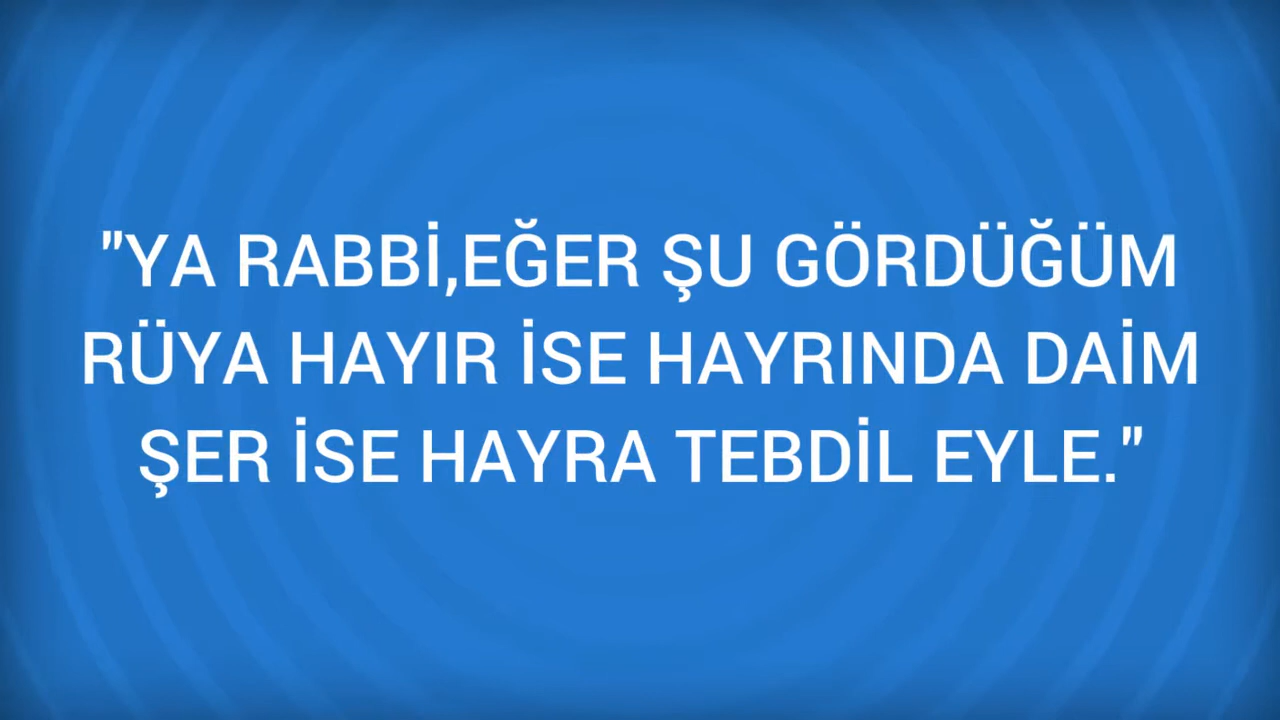 "YA RABBİ,EĞER ŞU GÖRDÜĞÜM
RÜYA HAYIR İSE HAYRINDA DAİM
ŞER İSE HAYRA TEBDİL EYLE."